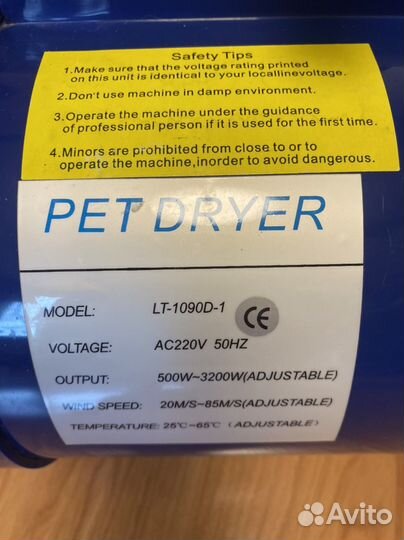 Safety Tips
1.Make sure that the voltage rating printed
on this unit is identical to your locallinevoltage.
2.Don't use machine in damp environment.
3.Operate the machine under the guidance
of professional person if it is used for the first time.
4.Minors are prohibited from close to or to
operate the machine,inorder to avoid dangerous.
PET DRYER
MODEL: LT-1090D-1 CE
VOLTAGE: AC220V 50HZ
OUTPUT: 500W~3200W(ADJUSTABLE)
WIND SPEED: 20M/S~85M/S(ADJUSTABLE)
TEMPERATURE: 25℃~65℃(ADJUSTABLE)
Avito